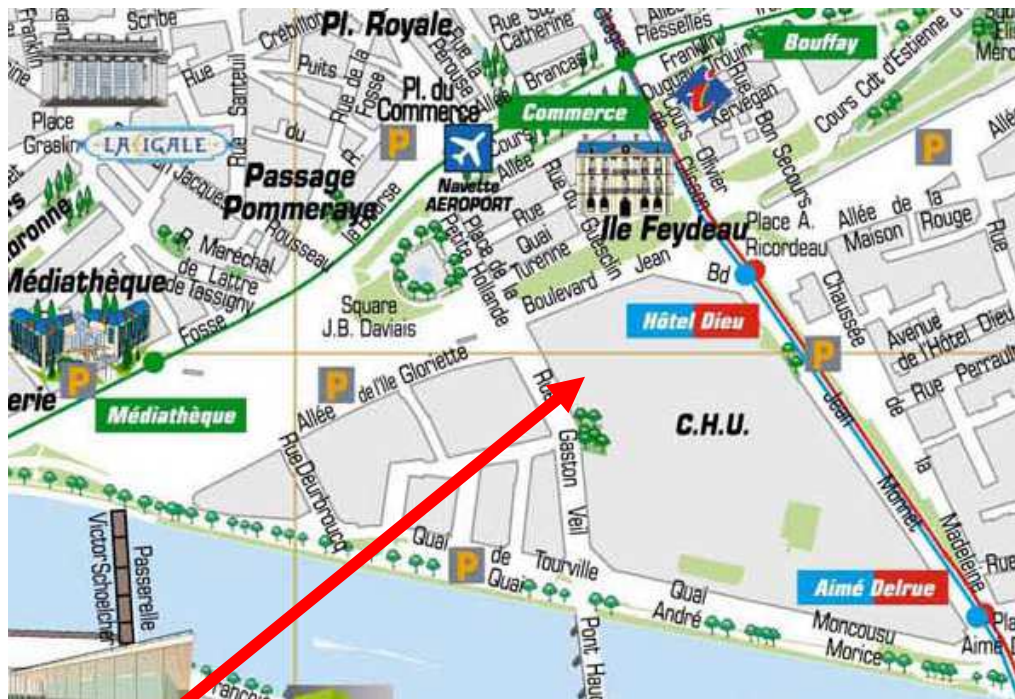 Scribe
Franklin
Crébillon
Pl. Royale
Rue
Catherine
Allée
Flesselles
Bouffay
Rue
Puits
Rue de la
Fosse
Rue
Pérouse
Brancas
Franklin
Duguay Trouin
Rue Kervégan
Cours Cdt. d'Estienne
Place
Graslin
LA CIGALE
Rue Santeuil
du
Pl. du
Commerce
P
Allée
Cours
Commerce
i
Bon Secours
P
Allée
Jacques
Passage
Pommeraye
R.
le Bourse
Navette
AEROPORT
Allée
Rue du Guesclin
Cours Olivier
de Clisson
Ile Feydeau
Place A.
Ricordeau
Allée de la
Maison Rouge
Rue
R. Maréchal
de Lattre
de Tassigny
Rousseau
Place de la
Petite Hollande
Rue
Quai
Turenne
Boulevard Jean
Bd
Médiathèque
Fosse
Square
J.B. Daviais
Hôtel Dieu
Chaussée
Avenue
de l'Hôtel Dieu
P
erie
Médiathèque
P
Allée de l'Ile Gloriette
Rue
Gaston Veil
C.H.U.
P
Jean
Monnet
Rue Perrault
de
la
Madeleine
Rue Deurbroucq
Quai
de
P
Quai
Tourville
Quai
André
Moncousu
Morice
Aimé Delrue
Rue
Passerelle
Victor Schoelcher
Pont Hau